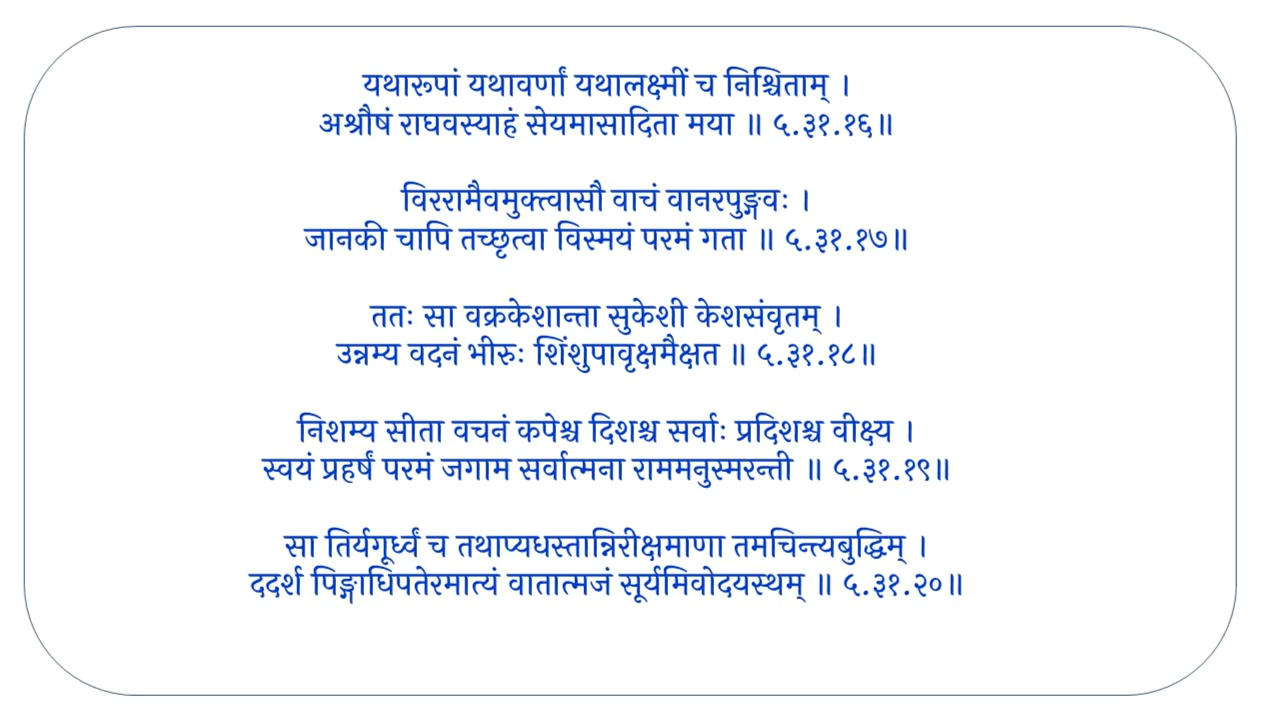 यथारूपां यथावर्णां यथालक्ष्मीं च निश्चिताम् ।
अश्रौषं राघवस्याहं सेयमासादिता मया ॥ ५.३१.१६॥
विररामैवमुक्त्वासौ वाचं वानरपुङ्गवः ।
जानकी चापि तच्छृत्वा विस्मयं परमं गता ॥ ५.३१.१७॥
ततः सा वक्रकेशान्ता सुकेशी केशसंवृतम् ।
उन्नम्य वदनं भीरुः शिंशुपावृक्षमैक्षत ॥ ५.३१.१८॥
निशम्य सीता वचनं कपेश्च दिशश्च सर्वाः प्रदिशश्च वीक्ष्य ।
स्वयं प्रहर्षं परमं जगाम सर्वात्मना राममनुस्मरन्ती ॥ ५.३१.१९॥
सा तिर्यगूर्ध्वं च तथाप्यधस्तान्निरीक्षमाणा तमचिन्त्यबुद्धिम् ।
ददर्श पिङ्गाधिपतेरमात्यं वातात्मजं सूर्यमिवोदयस्थम् ॥ ५.३१.२०॥